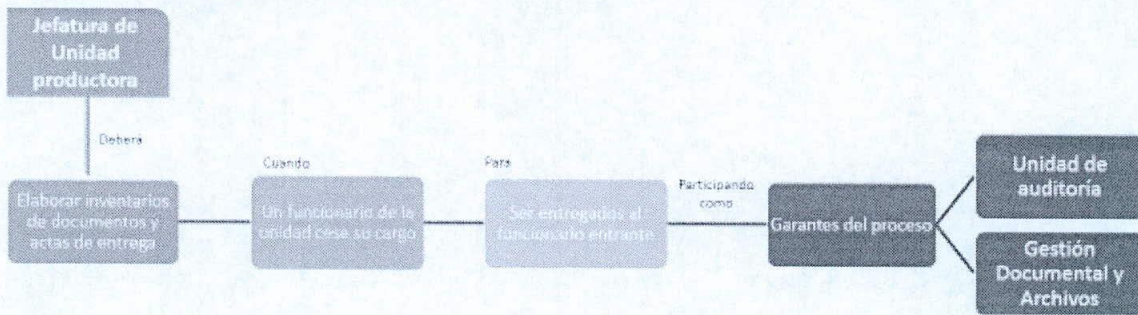 Jefatura de
Unidad
productora
Deberá
Elaborar inventarios
de documentos y
actas de entrega
Cuando
Un funcionario de la
unidad cese su cargo
Para
Ser entregados al
funcionario entrante
Participando
como
Garantes del proceso
Unidad de
auditoría
Gestión
Documental y
Archivos